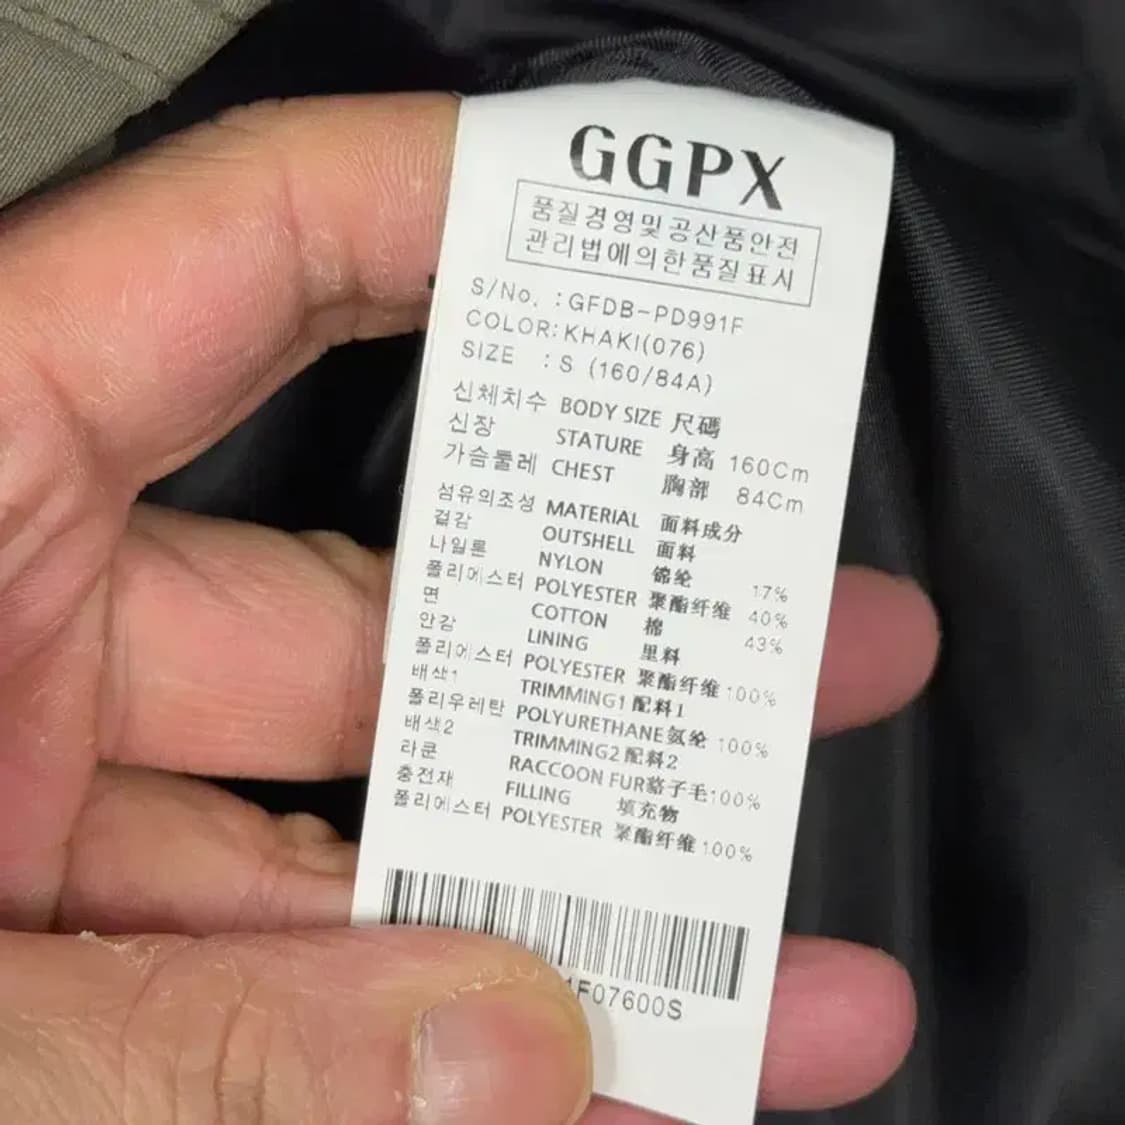 GGPX
품질경영및공산품안전
관리법에의한품질표시
S/No. : GFDB-PD991F
COLOR: KHAKI(076)
SIZE : S (160/84A)
신체치수 BODY SIZE 尺碼
신장 STATURE 身高 160Cm
가슴둘레 CHEST 胸部 84Cm
섬유의조성 MATERIAL 面料成分
겉감 OUTSHELL 面料
나일론 NYLON 锦纶 17%
폴리에스터 POLYESTER 聚酯纤维 40%
면 COTTON 棉 43%
안감 LINING 里料
폴리에스터 POLYESTER 聚酯纤维 100%
배색1 TRIMMING1 配料1
폴리우레탄 POLYURETHANE 氨纶 100%
배색2 TRIMMING2 配料2
라쿤 RACCOON FUR 貉子毛 100%
충전재 FILLING 填充物
폴리에스터 POLYESTER 聚酯纤维 100%
1F07600S